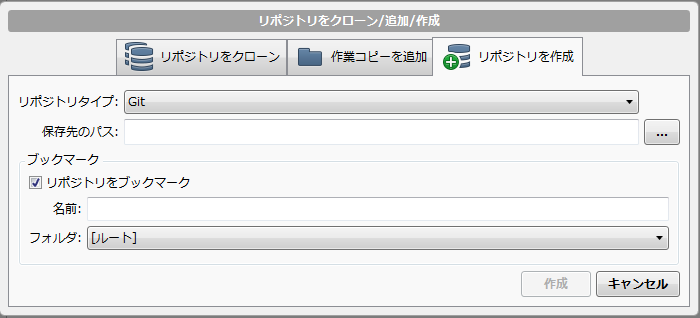 リポジトリをクローン/追加/作成
リポジトリをクローン 作業コピーを追加 リポジトリを作成
リポジトリタイプ: Git
保存先のパス: ...
ブックマーク
リポジトリをブックマーク
名前:
フォルダ: [ルート]
作成 キャンセル